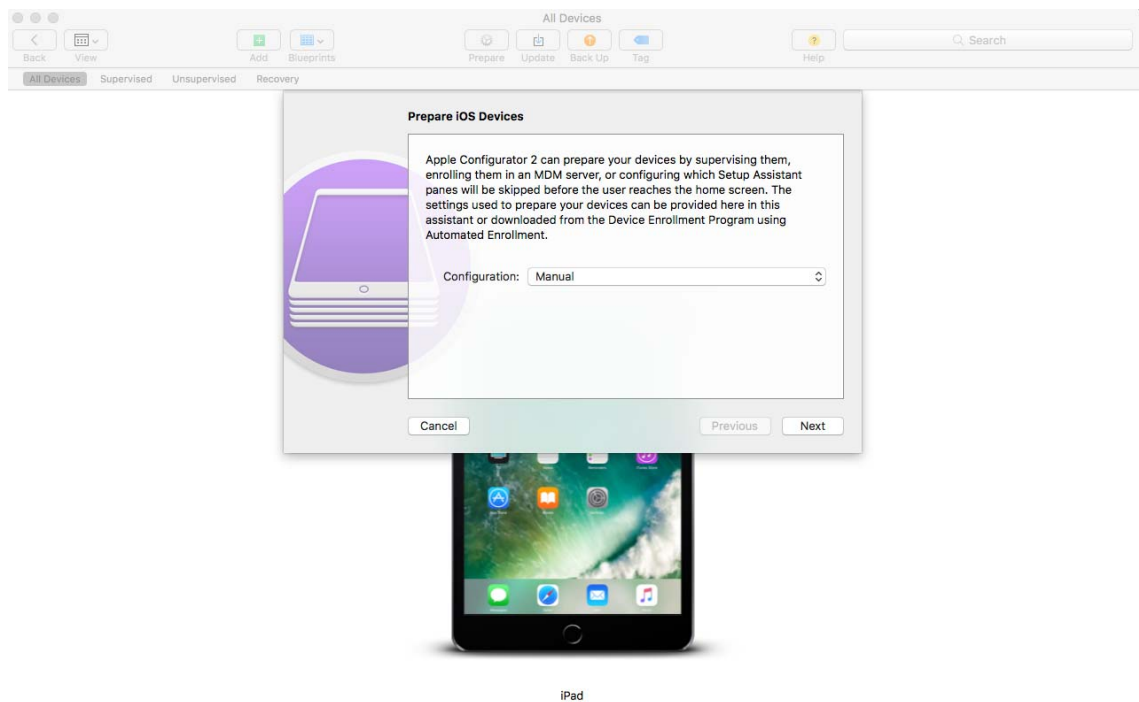 All Devices
Back View Add Blueprints Prepare Update Back Up Tag Help Search
All Devices Supervised Unsupervised Recovery
Prepare iOS Devices
Apple Configurator 2 can prepare your devices by supervising them,
enrolling them in an MDM server, or configuring which Setup Assistant
panes will be skipped before the user reaches the home screen. The
settings used to prepare your devices can be provided here in this
assistant or downloaded from the Device Enrollment Program using
Automated Enrollment.
Configuration: Manual
Cancel Previous Next
iPad